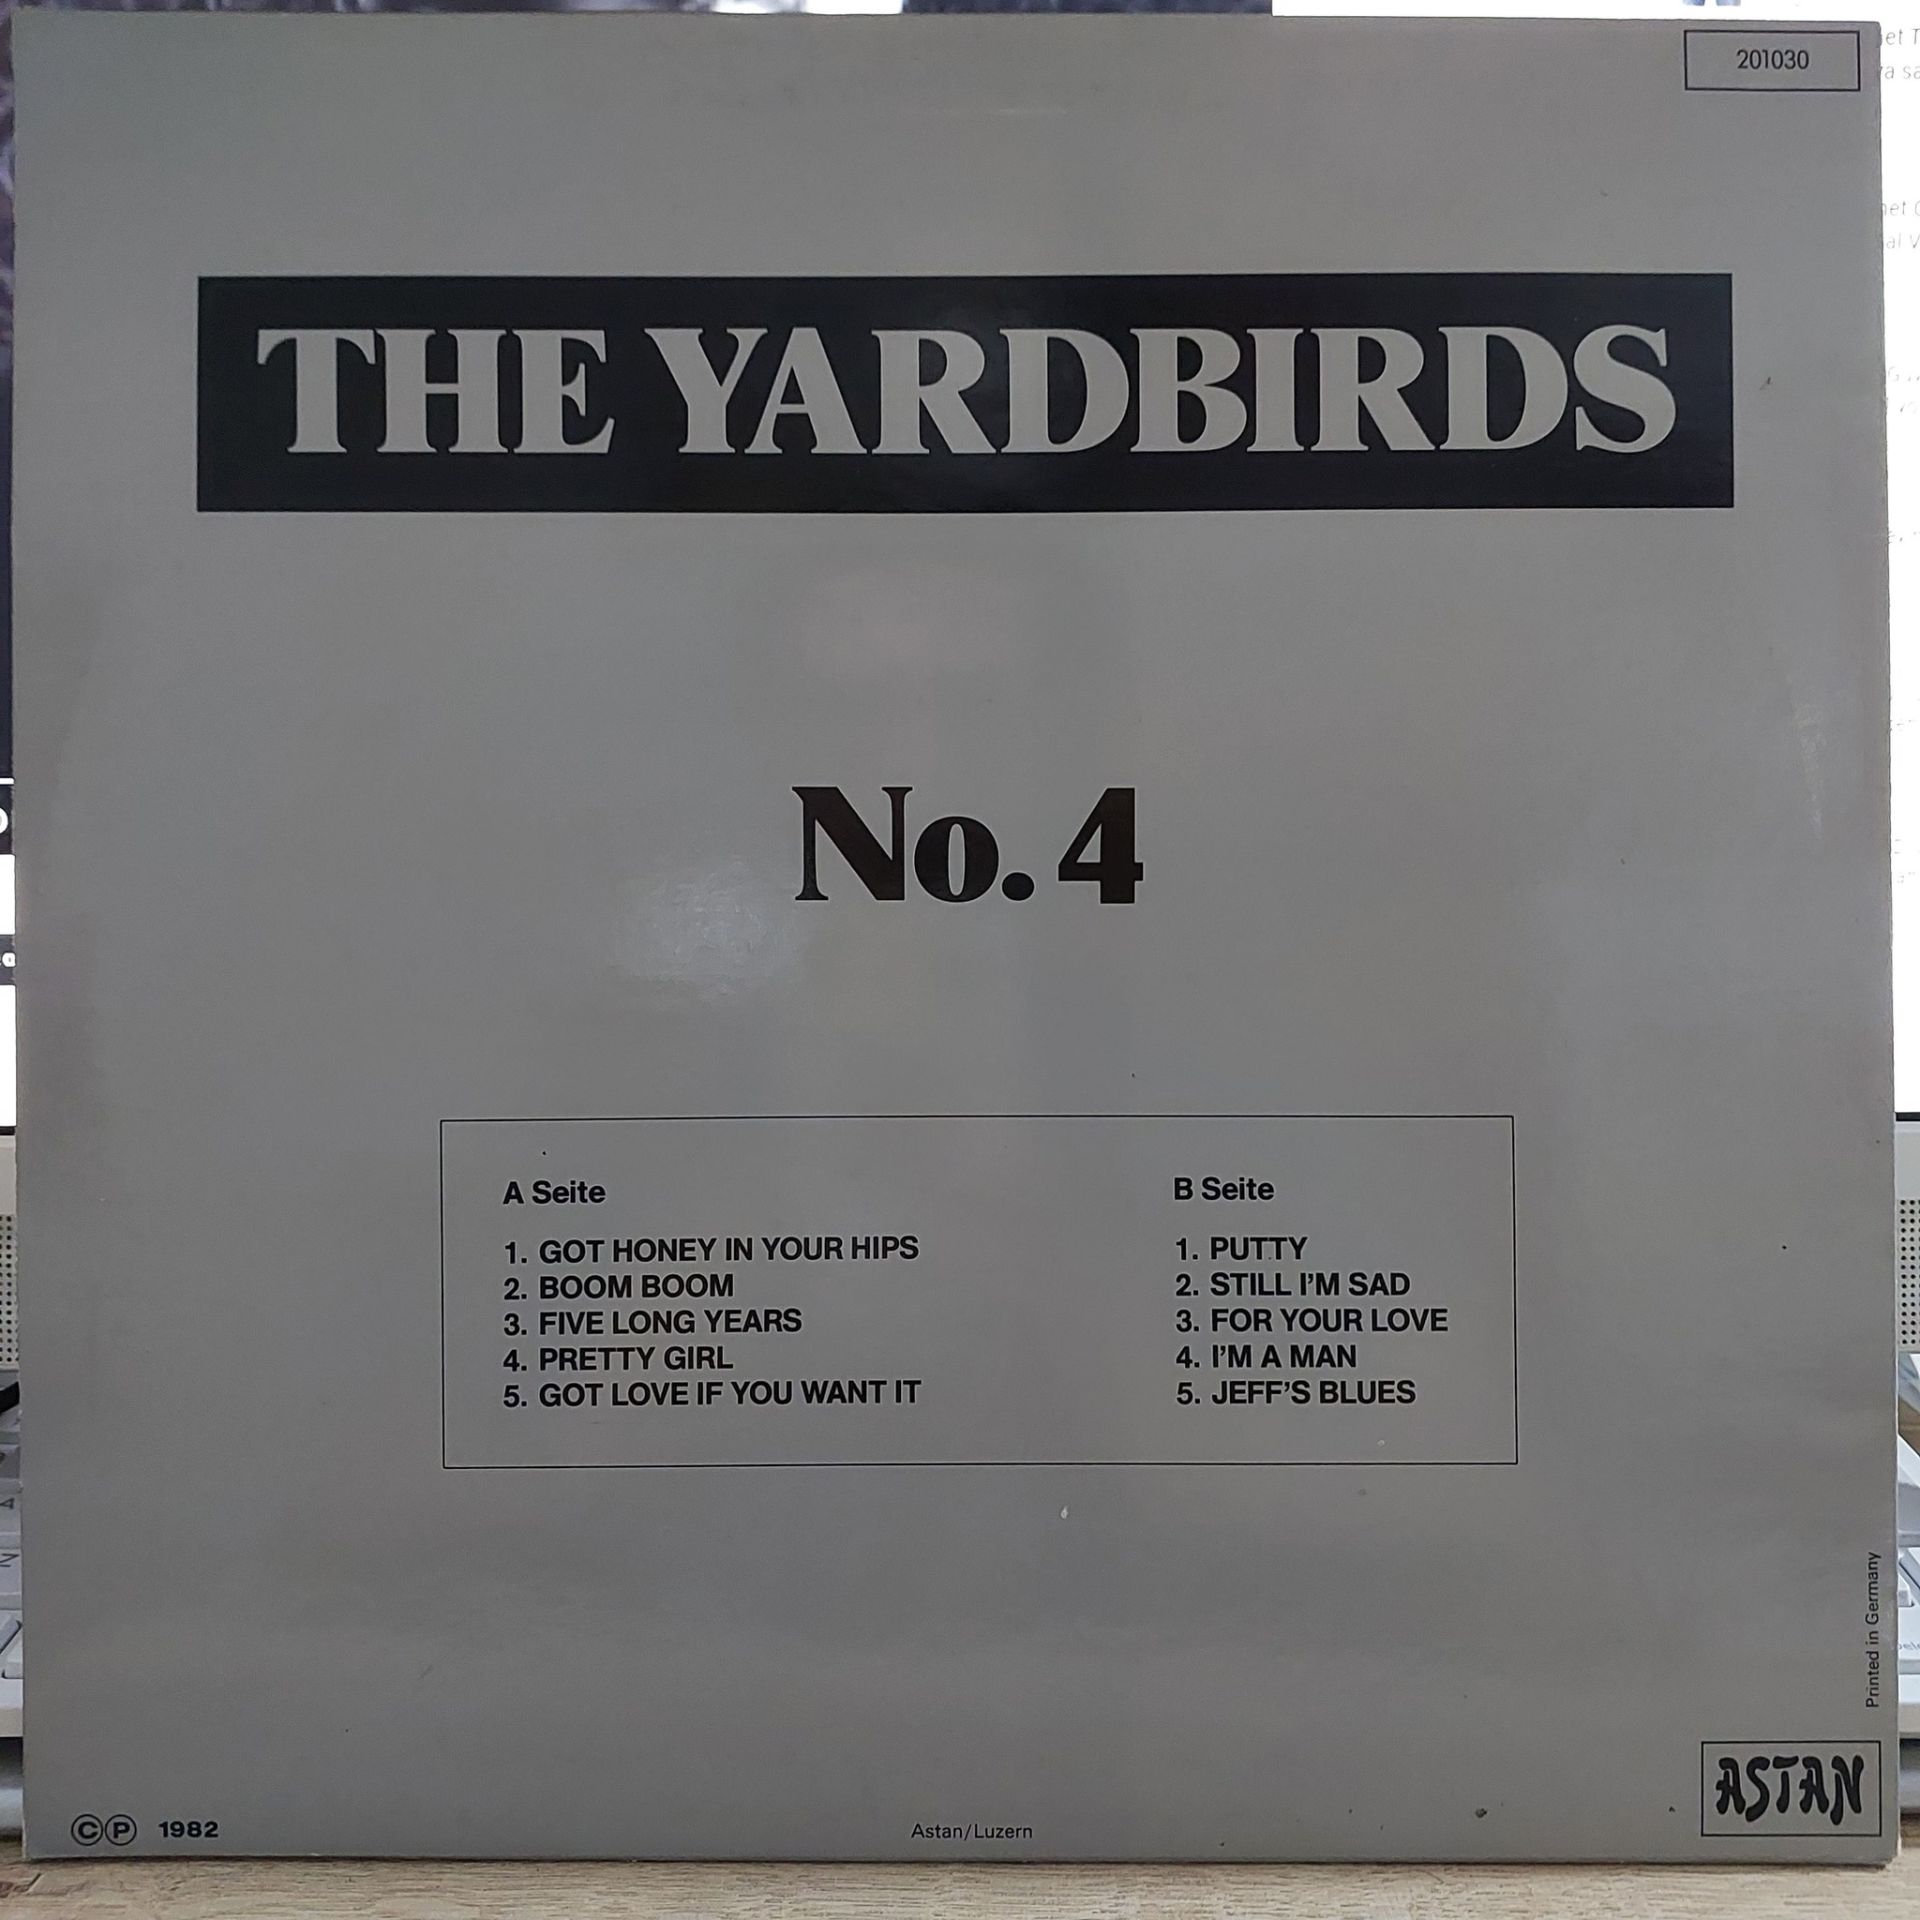 201030
THE YARDBIRDS
No. 4
A Seite
1. GOT HONEY IN YOUR HIPS
2. BOOM BOOM
3. FIVE LONG YEARS
4. PRETTY GIRL
5. GOT LOVE IF YOU WANT IT
B Seite
1. PUTTY
2. STILL I'M SAD
3. FOR YOUR LOVE
4. I'M A MAN
5. JEFF'S BLUES
Printed in Germany
ASTAN
©℗ 1982
Astan/Luzern